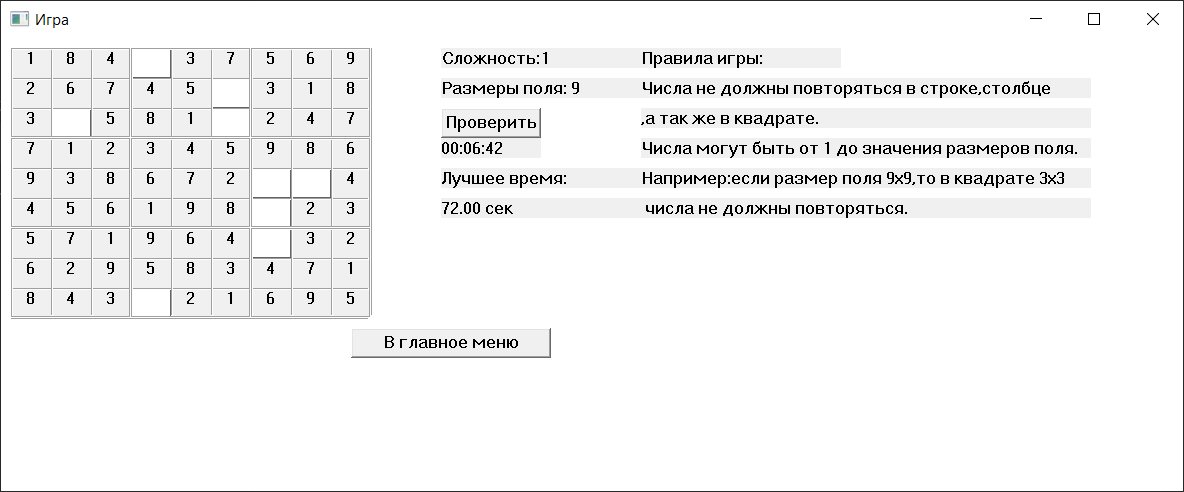 Игра
1 8 4 3 7 5 6 9
2 6 7 4 5 3 1 8
3 5 8 1 2 4 7
7 1 2 3 4 5 9 8 6
9 3 8 6 7 2 4
4 5 6 1 9 8 2 3
5 7 1 9 6 4 3 2
6 2 9 5 8 3 4 7 1
8 4 3 2 1 6 9 5
Сложность:1
Размеры поля: 9
Проверить
00:06:42
Лучшее время:
72.00 сек
Правила игры:
Числа не должны повторяться в строке,столбце
,а так же в квадрате.
Числа могут быть от 1 до значения размеров поля.
Например:если размер поля 9x9,то в квадрате 3x3
числа не должны повторяться.
В главное меню